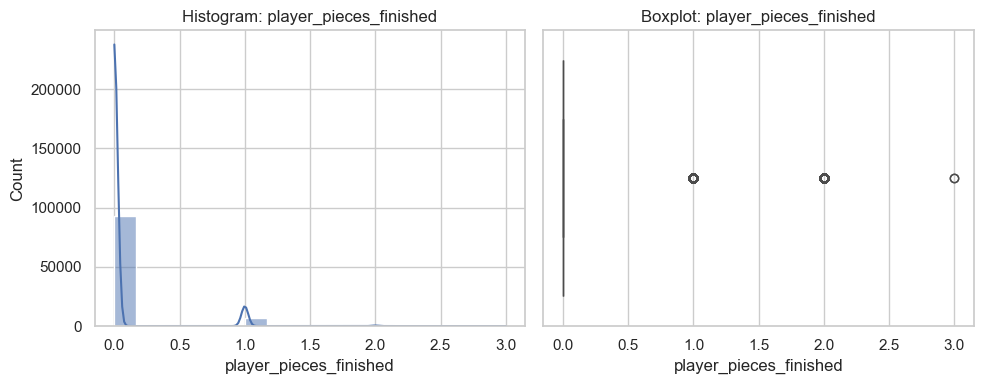 Histogram: player_pieces_finished
Count
200000
150000
100000
50000
0
0.0 0.5 1.0 1.5 2.0 2.5 3.0
player_pieces_finished
Boxplot: player_pieces_finished
0.0 0.5 1.0 1.5 2.0 2.5 3.0
player_pieces_finished